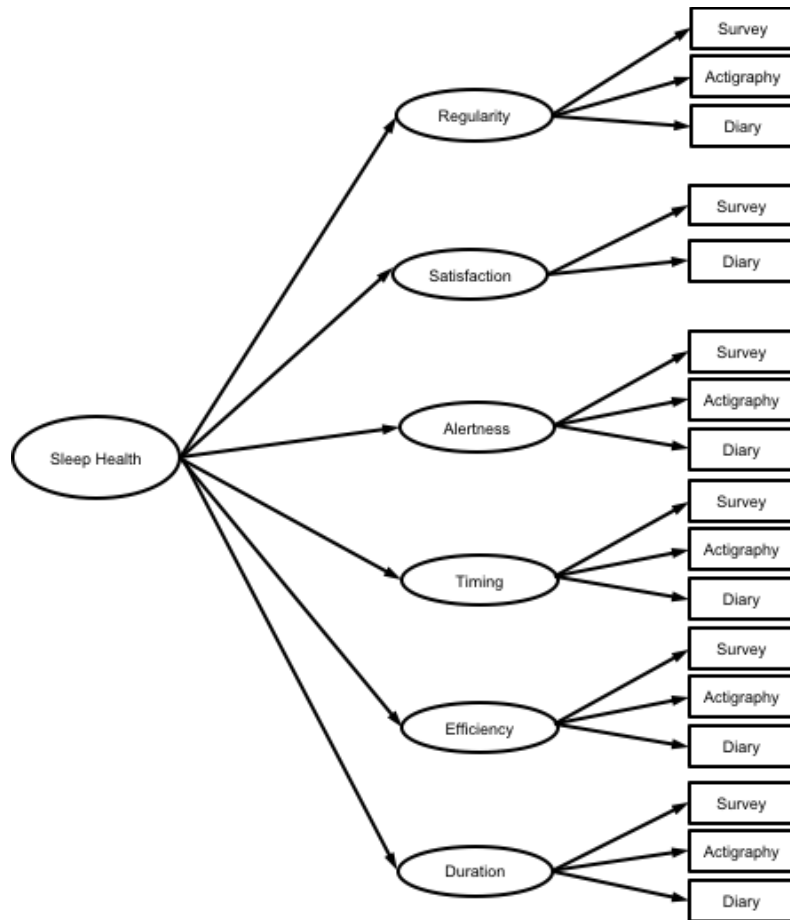 Survey
Actigraphy
Regularity
Diary
Survey
Satisfaction
Diary
Survey
Actigraphy
Alertness
Diary
Sleep Health
Survey
Actigraphy
Timing
Diary
Survey
Actigraphy
Efficiency
Diary
Survey
Actigraphy
Duration
Diary